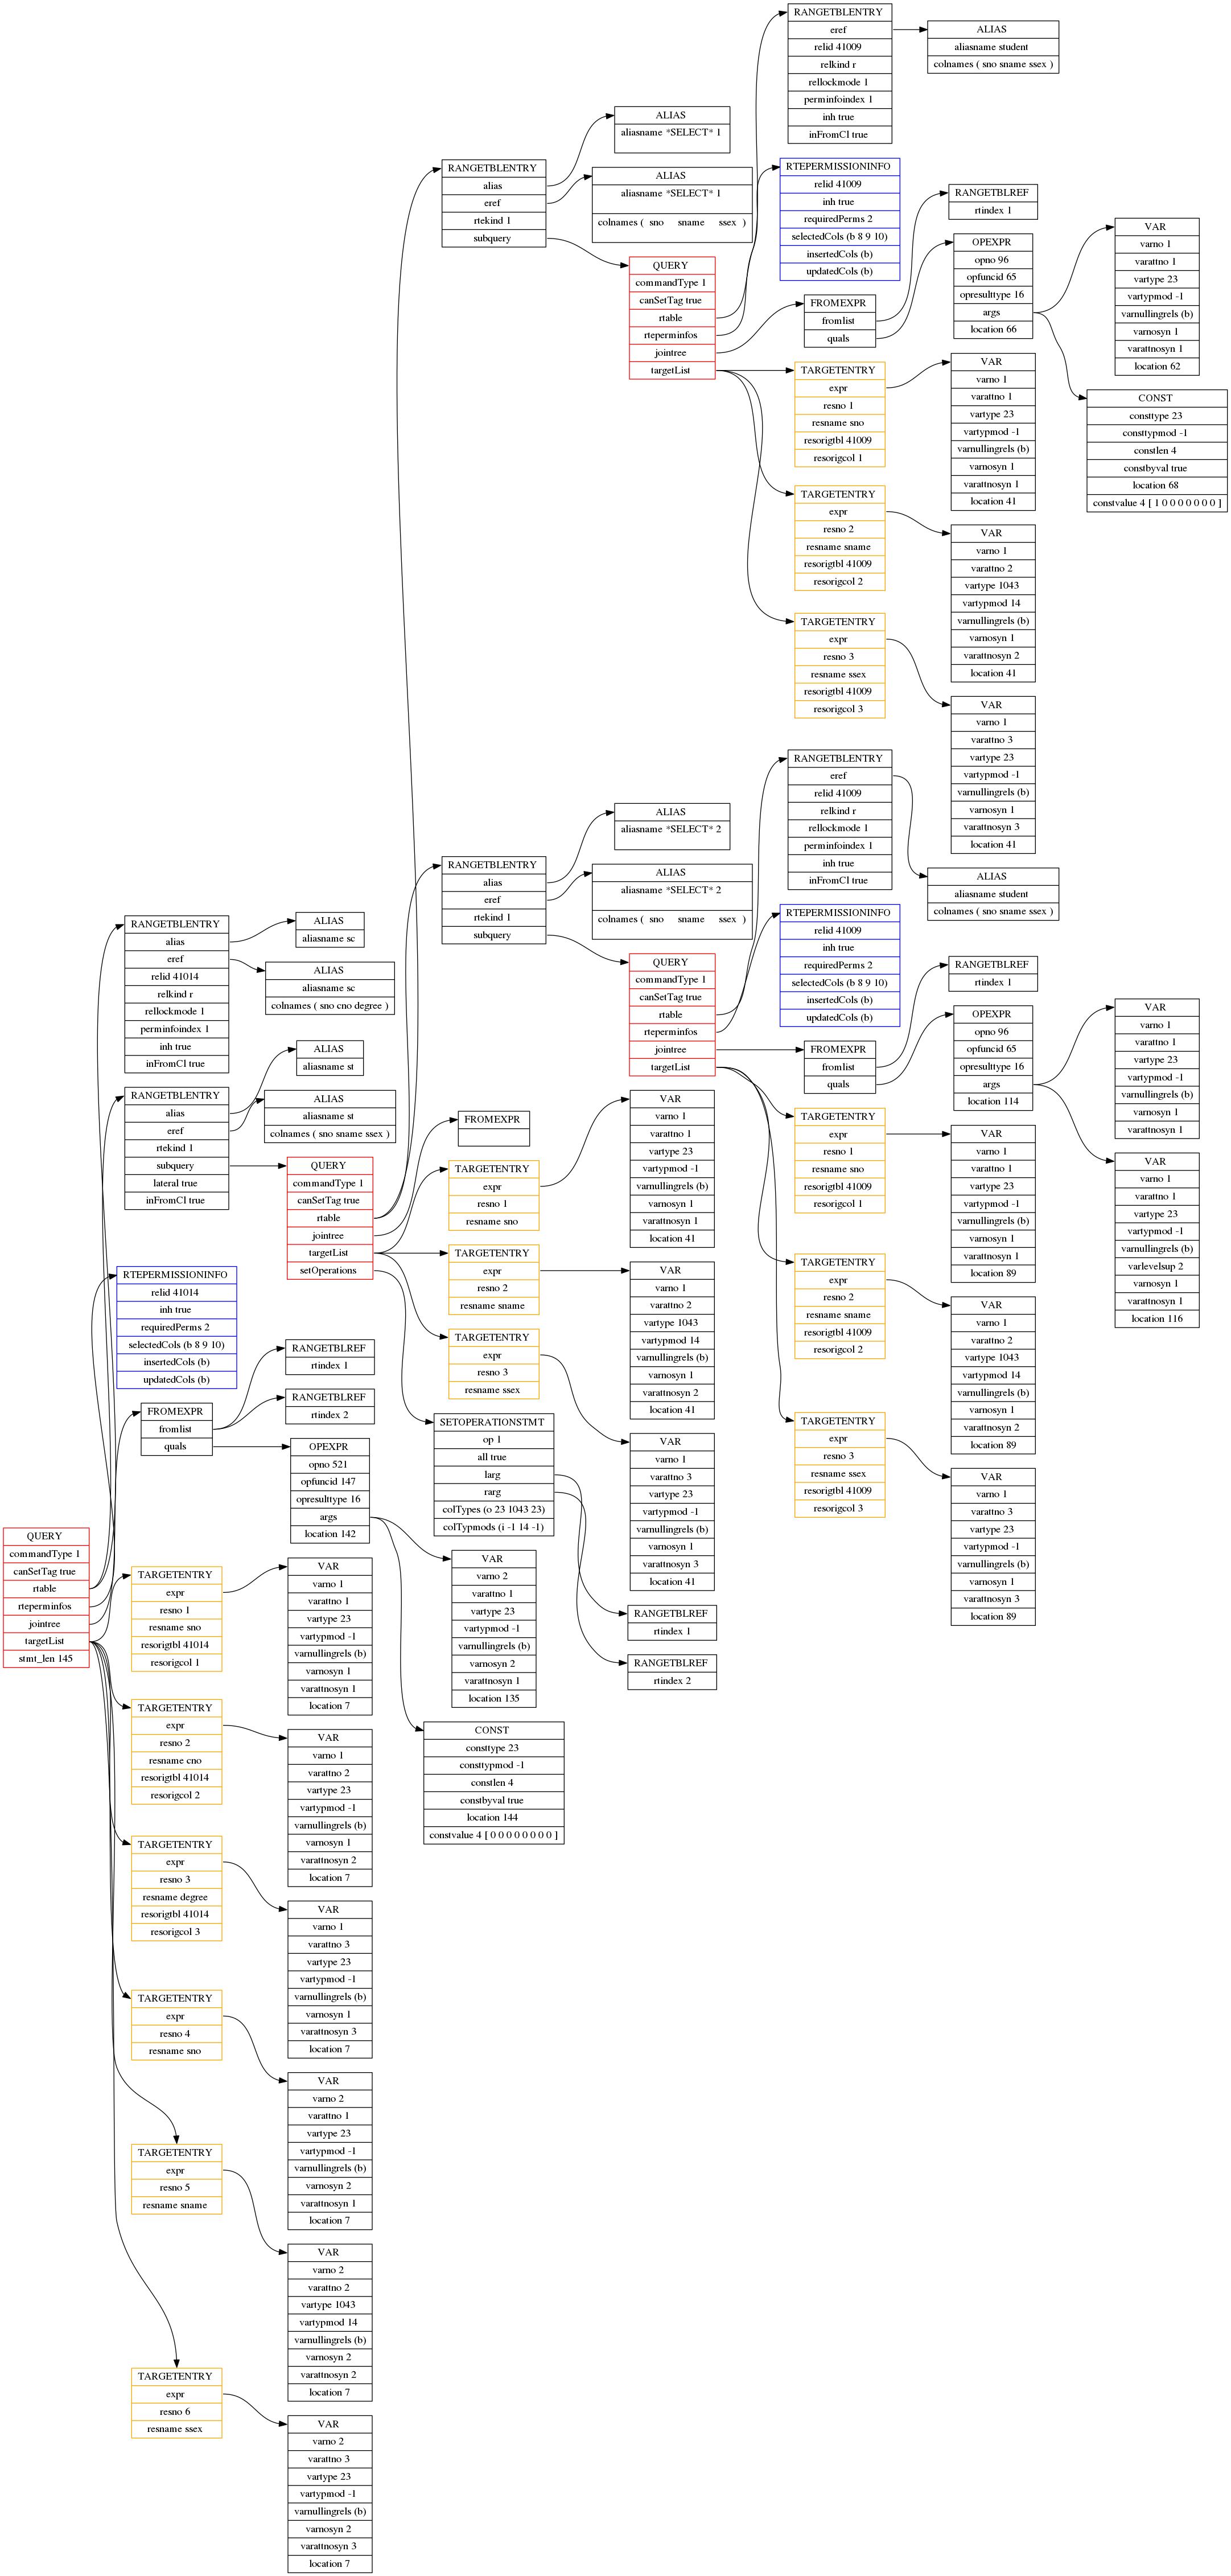 RANGETBLENTRY
eref
relid 41009
relkind r
rellockmode 1
perminfoindex 1
inh true
inFromCl true
ALIAS
aliasname student
colnames ( sno sname ssex )
ALIAS
aliasname *SELECT* 1
RANGETBLENTRY
alias
eref
rtekind 1
subquery
ALIAS
aliasname *SELECT* 1
colnames ( sno sname ssex )
RTEPERMISSIONINFO
relid 41009
inh true
requiredPerms 2
selectedCols (b 8 9 10)
insertedCols (b)
updatedCols (b)
RANGETBLREF
rtindex 1
QUERY
commandType 1
canSetTag true
rtable
rteperminfos
jointree
targetList
FROMEXPR
fromlist
quals
OPEXPR
opno 96
opfuncid 65
opresulttype 16
args
location 66
VAR
varno 1
varattno 1
vartype 23
vartypmod -1
varnullingrels (b)
varnosyn 1
varattnosyn 1
location 62
CONST
consttype 23
consttypmod -1
constlen 4
constbyval true
location 68
constvalue 4 [ 1 0 0 0 0 0 0 0 ]
TARGETENTRY
expr
resno 1
resname sno
resorigtbl 41009
resorigcol 1
VAR
varno 1
varattno 1
vartype 23
vartypmod -1
varnullingrels (b)
varnosyn 1
varattnosyn 1
location 41
TARGETENTRY
expr
resno 2
resname sname
resorigtbl 41009
resorigcol 2
VAR
varno 1
varattno 2
vartype 1043
vartypmod 14
varnullingrels (b)
varnosyn 1
varattnosyn 2
location 41
TARGETENTRY
expr
resno 3
resname ssex
resorigtbl 41009
resorigcol 3
VAR
varno 1
varattno 3
vartype 23
vartypmod -1
varnullingrels (b)
varnosyn 1
varattnosyn 3
location 41
RANGETBLENTRY
eref
relid 41009
relkind r
rellockmode 1
perminfoindex 1
inh true
inFromCl true
ALIAS
aliasname student
colnames ( sno sname ssex )
ALIAS
aliasname *SELECT* 2
RANGETBLENTRY
alias
eref
rtekind 1
subquery
ALIAS
aliasname *SELECT* 2
colnames ( sno sname ssex )
RTEPERMISSIONINFO
relid 41009
inh true
requiredPerms 2
selectedCols (b 8 9 10)
insertedCols (b)
updatedCols (b)
RANGETBLREF
rtindex 1
QUERY
commandType 1
canSetTag true
rtable
rteperminfos
jointree
targetList
FROMEXPR
fromlist
quals
OPEXPR
opno 96
opfuncid 65
opresulttype 16
args
location 114
VAR
varno 1
varattno 1
vartype 23
vartypmod -1
varnullingrels (b)
varnosyn 1
varattnosyn 1
VAR
varno 1
varattno 1
vartype 23
vartypmod -1
varnullingrels (b)
varlevelsup 2
varnosyn 1
varattnosyn 1
location 116
TARGETENTRY
expr
resno 1
resname sno
resorigtbl 41009
resorigcol 1
VAR
varno 1
varattno 1
vartype 23
vartypmod -1
varnullingrels (b)
varnosyn 1
varattnosyn 1
location 89
TARGETENTRY
expr
resno 2
resname sname
resorigtbl 41009
resorigcol 2
VAR
varno 1
varattno 2
vartype 1043
vartypmod 14
varnullingrels (b)
varnosyn 1
varattnosyn 2
location 89
TARGETENTRY
expr
resno 3
resname ssex
resorigtbl 41009
resorigcol 3
VAR
varno 1
varattno 3
vartype 23
vartypmod -1
varnullingrels (b)
varnosyn 1
varattnosyn 3
location 89
RANGETBLENTRY
alias
eref
relid 41014
relkind r
rellockmode 1
perminfoindex 1
inh true
inFromCl true
ALIAS
aliasname sc
ALIAS
aliasname sc
colnames ( sno cno degree )
RANGETBLENTRY
alias
eref
rtekind 1
subquery
lateral true
inFromCl true
ALIAS
aliasname st
ALIAS
aliasname st
colnames ( sno sname ssex )
QUERY
commandType 1
canSetTag true
rtable
jointree
targetList
setOperations
FROMEXPR
TARGETENTRY
expr
resno 1
resname sno
VAR
varno 1
varattno 1
vartype 23
vartypmod -1
varnullingrels (b)
varnosyn 1
varattnosyn 1
location 41
TARGETENTRY
expr
resno 2
resname sname
VAR
varno 1
varattno 2
vartype 1043
vartypmod 14
varnullingrels (b)
varnosyn 1
varattnosyn 2
location 41
TARGETENTRY
expr
resno 3
resname ssex
VAR
varno 1
varattno 3
vartype 23
vartypmod -1
varnullingrels (b)
varnosyn 1
varattnosyn 3
location 41
SETOPERATIONSTMT
op 1
all true
larg
rarg
colTypes (o 23 1043 23)
colTypmods (i -1 14 -1)
RANGETBLREF
rtindex 1
RANGETBLREF
rtindex 2
RTEPERMISSIONINFO
relid 41014
inh true
requiredPerms 2
selectedCols (b 8 9 10)
insertedCols (b)
updatedCols (b)
FROMEXPR
fromlist
quals
RANGETBLREF
rtindex 1
RANGETBLREF
rtindex 2
OPEXPR
opno 521
opfuncid 147
opresulttype 16
args
location 142
VAR
varno 2
varattno 1
vartype 23
vartypmod -1
varnullingrels (b)
varnosyn 2
varattnosyn 1
location 135
CONST
consttype 23
consttypmod -1
constlen 4
constbyval true
location 144
constvalue 4 [ 0 0 0 0 0 0 0 0 ]
QUERY
commandType 1
canSetTag true
rtable
rteperminfos
jointree
targetList
stmt_len 145
TARGETENTRY
expr
resno 1
resname sno
resorigtbl 41014
resorigcol 1
VAR
varno 1
varattno 1
vartype 23
vartypmod -1
varnullingrels (b)
varnosyn 1
varattnosyn 1
location 7
TARGETENTRY
expr
resno 2
resname cno
resorigtbl 41014
resorigcol 2
VAR
varno 1
varattno 2
vartype 23
vartypmod -1
varnullingrels (b)
varnosyn 1
varattnosyn 2
location 7
TARGETENTRY
expr
resno 3
resname degree
resorigtbl 41014
resorigcol 3
VAR
varno 1
varattno 3
vartype 23
vartypmod -1
varnullingrels (b)
varnosyn 1
varattnosyn 3
location 7
TARGETENTRY
expr
resno 4
resname sno
VAR
varno 2
varattno 1
vartype 23
vartypmod -1
varnullingrels (b)
varnosyn 2
varattnosyn 1
location 7
TARGETENTRY
expr
resno 5
resname sname
VAR
varno 2
varattno 2
vartype 1043
vartypmod 14
varnullingrels (b)
varnosyn 2
varattnosyn 2
location 7
TARGETENTRY
expr
resno 6
resname ssex
VAR
varno 2
varattno 3
vartype 23
vartypmod -1
varnullingrels (b)
varnosyn 2
varattnosyn 3
location 7